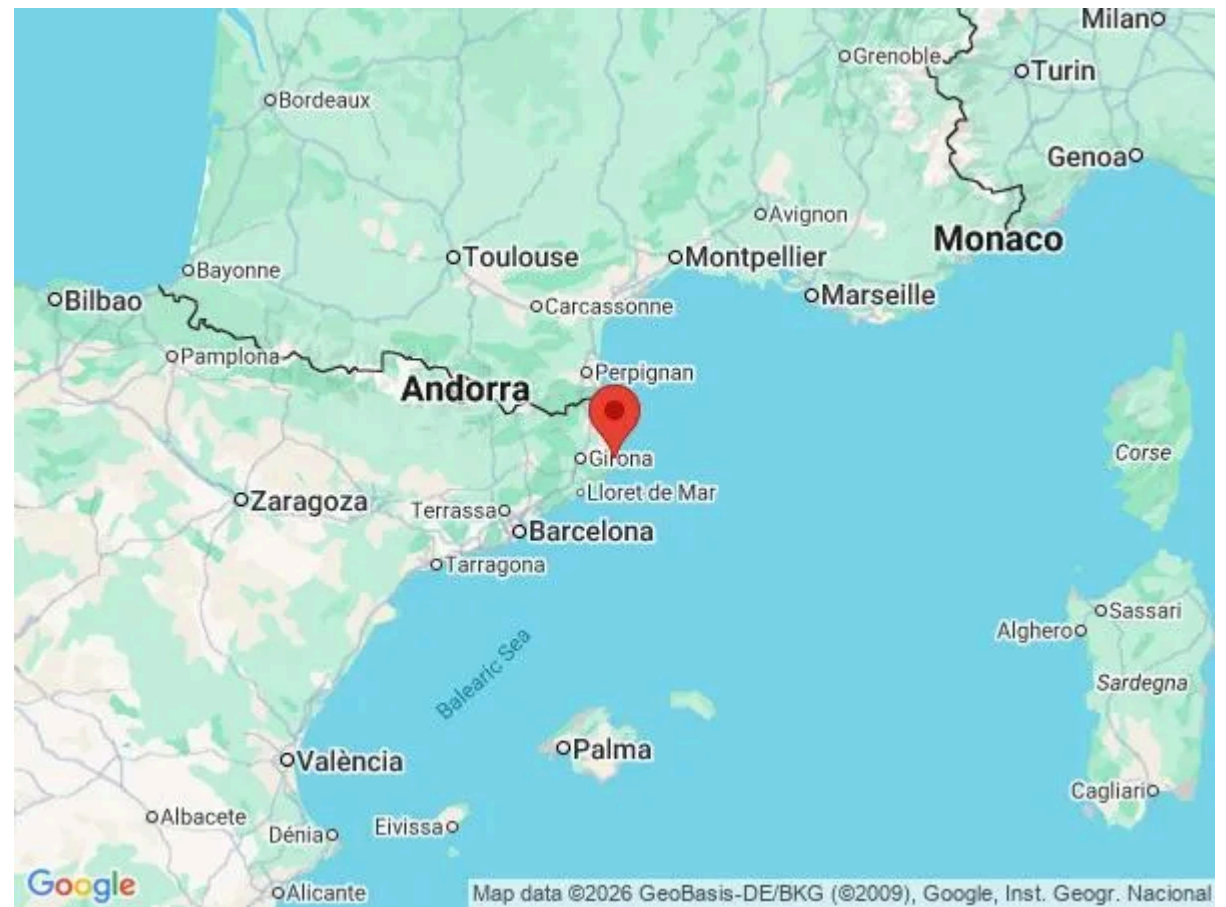 Milan
Grenoble
Turin
Bordeaux
Genoa
Avignon
Monaco
Toulouse
Montpellier
Bayonne
Marseille
Bilbao
Carcassonne
Pamplona
Perpignan
Andorra
Corse
Girona
Lloret de Mar
Zaragoza
Terrassa
Barcelona
Tarragona
Sassari
Alghero
Balearic Sea
Sardegna
Palma
València
Cagliari
Albacete
Eivissa
Dénia
Google
Alicante
Map data ©2026 GeoBasis-DE/BKG (©2009), Google, Inst. Geogr. Nacional